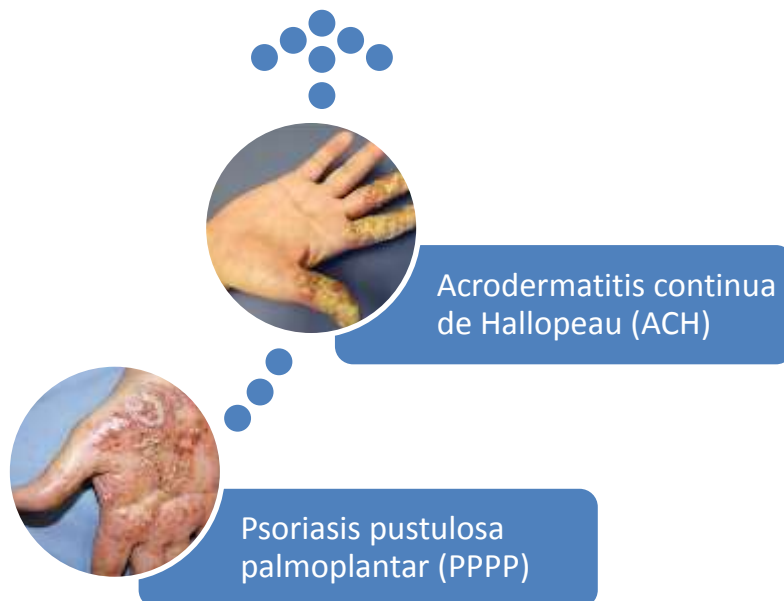 Acrodermatitis continua
de Hallopeau (ACH)
Psoriasis pustulosa
palmoplantar (PPPP)